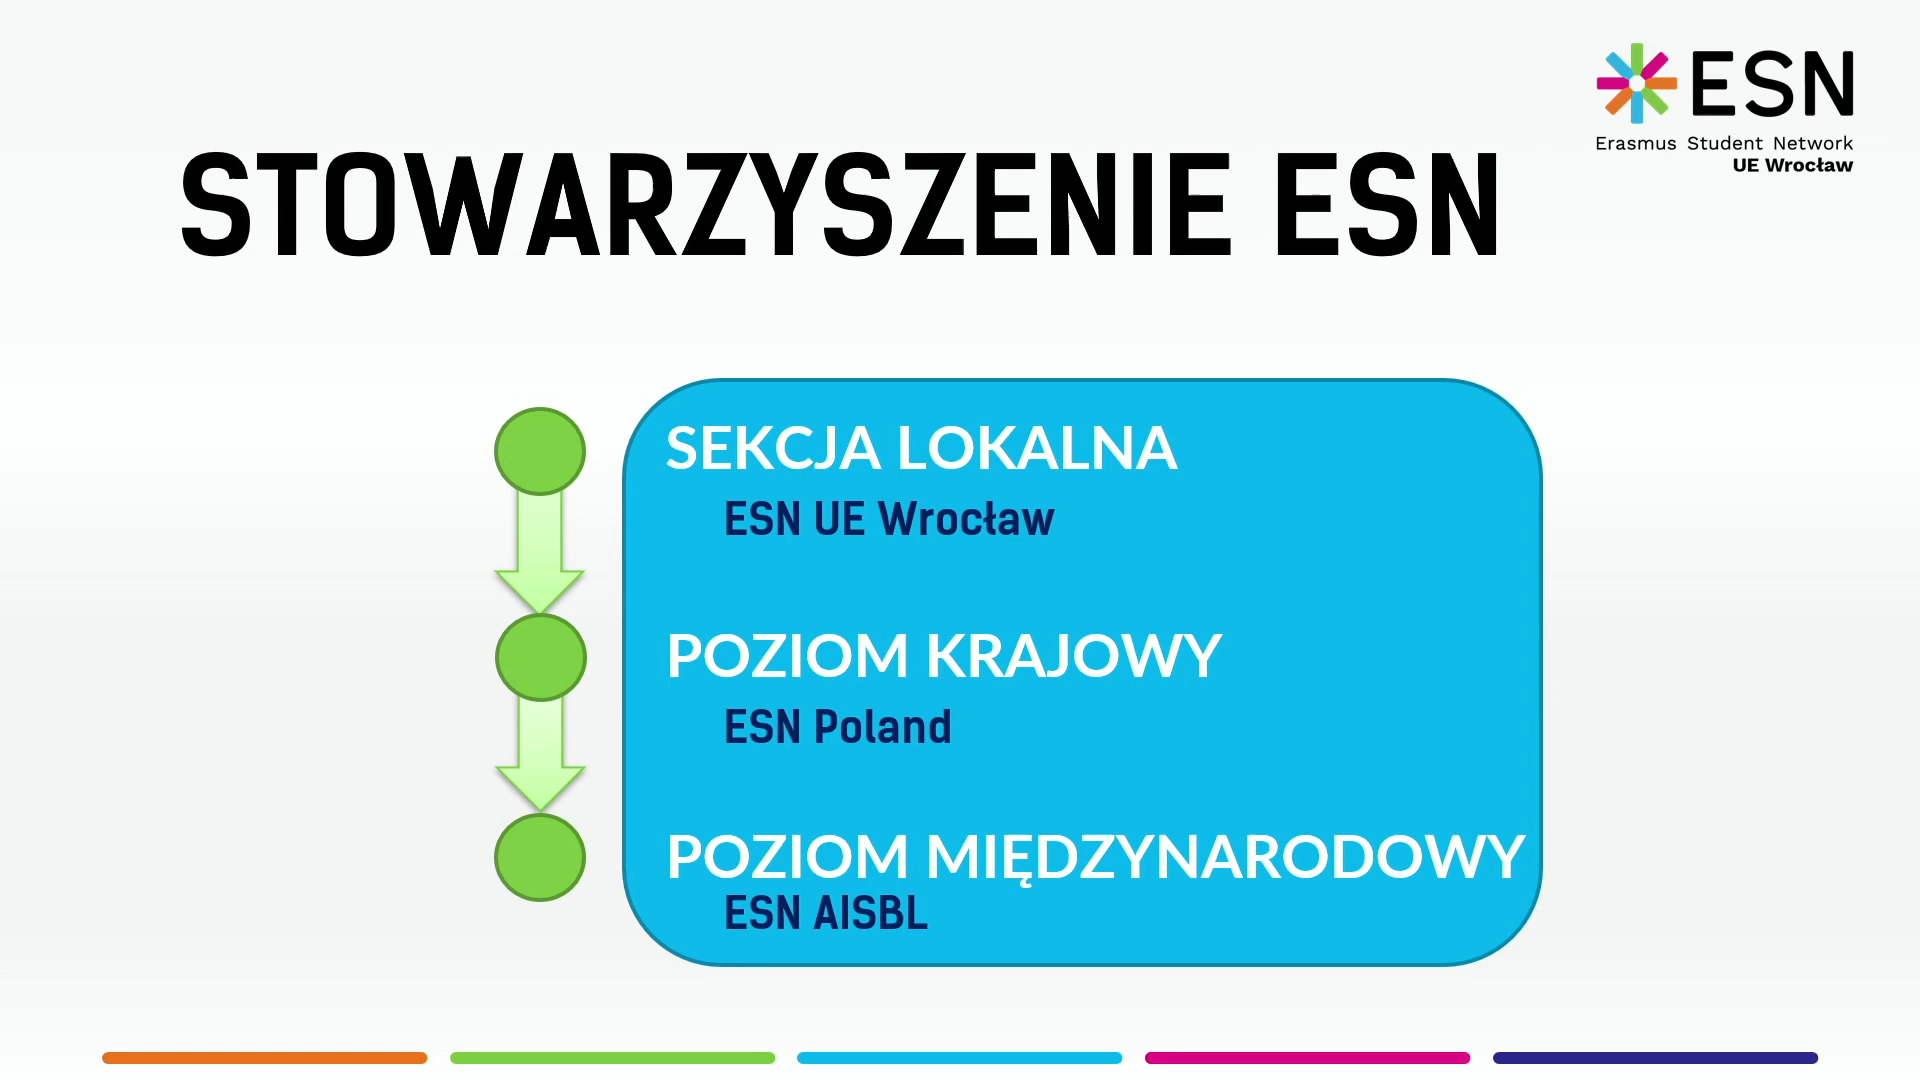 ESN
Erasmus Student Network
UE Wrocław
STOWARZYSZENIE ESN
SEKCJA LOKALNA
ESN UE Wrocław
POZIOM KRAJOWY
ESN Poland
POZIOM MIĘDZYNARODOWY
ESN AISBL